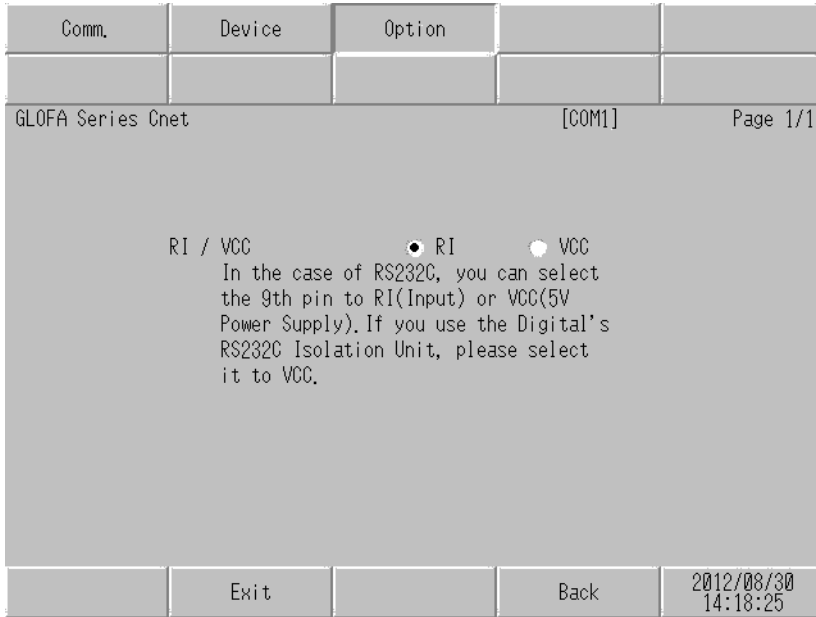 Comm. Device Option
GLOFA Series Cnet [COM1] Page 1/1
RI / VCC RI VCC
In the case of RS232C, you can select
the 9th pin to RI(Input) or VCC(5V
Power Supply).If you use the Digital's
RS232C Isolation Unit, please select
it to VCC.
Exit Back 2012/08/30
14:18:25